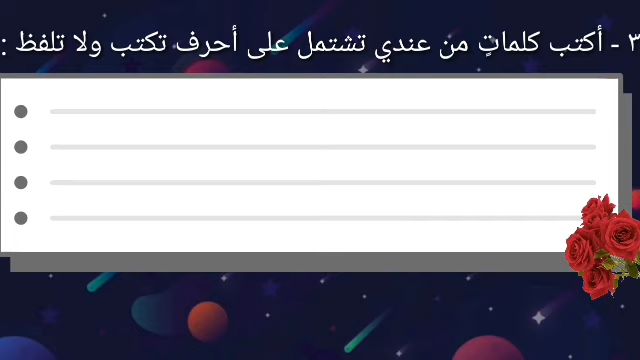 ٣ - أكتب كلماتٍ من عندي تشتمل على أحرف تكتب ولا تلفظ :